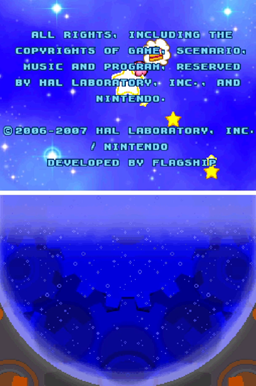 ALL RIGHTS, INCLUDING THE
COPYRIGHTS OF GAME, SCENARIO,
MUSIC AND PROGRAM, RESERVED
BY HAL LABORATORY, INC., AND
NINTENDO.
©2006-2007 HAL LABORATORY, INC.
/ NINTENDO
DEVELOPED BY FLAGSHIP